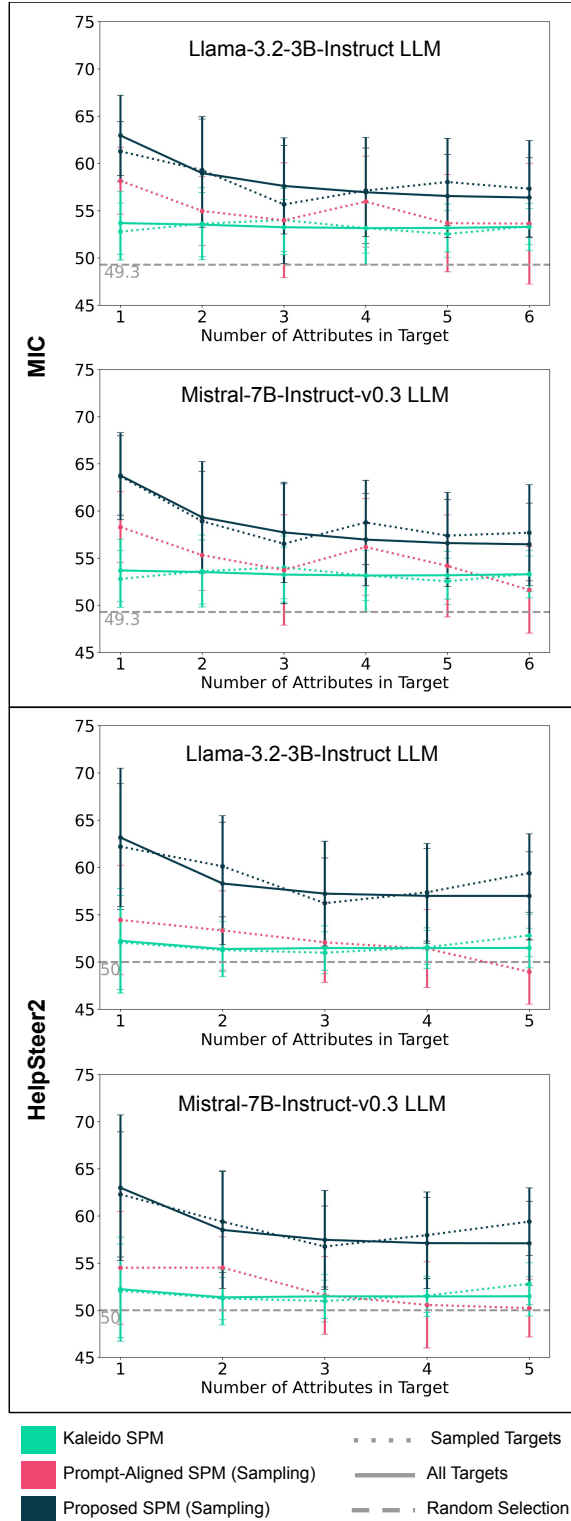 MIC
Llama-3.2-3B-Instruct LLM
75
70
65
60
55
50
45
49.3
1 2 3 4 5 6
Number of Attributes in Target
Mistral-7B-Instruct-v0.3 LLM
75
70
65
60
55
50
45
49.3
1 2 3 4 5 6
Number of Attributes in Target
HelpSteer2
Llama-3.2-3B-Instruct LLM
75
70
65
60
55
50
45
50
1 2 3 4 5
Number of Attributes in Target
Mistral-7B-Instruct-v0.3 LLM
75
70
65
60
55
50
45
50
1 2 3 4 5
Number of Attributes in Target
Kaleido SPM
Prompt-Aligned SPM (Sampling)
Proposed SPM (Sampling)
Sampled Targets
All Targets
Random Selection